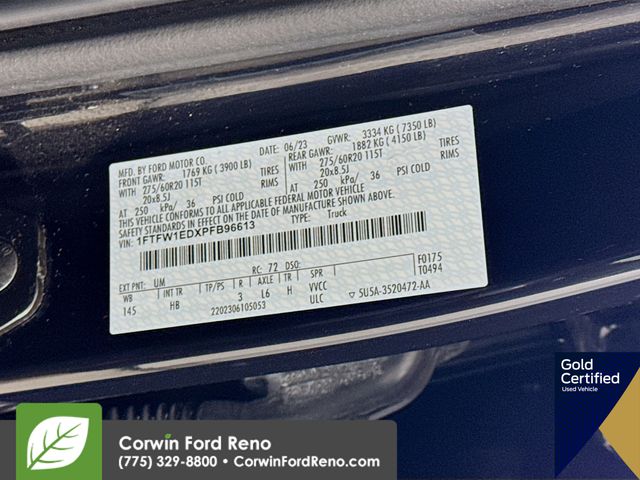 MFD. BY FORD MOTOR CO.
DATE: 06/23
GVWR: 3334 KG ( 7350 LB)
FRONT GAWR: 1769 KG ( 3900 LB)
REAR GAWR: 1882 KG ( 4150 LB)
WITH
275/60R20 115T TIRES
WITH
275/60R20 115T TIRES
20x8.5J RIMS
20x8.5J RIMS
AT 250 kPa/ 36 PSI COLD
AT 250 kPa/ 36 PSI COLD
THIS VEHICLE CONFORMS TO ALL APPLICABLE FEDERAL MOTOR VEHICLE
SAFETY STANDARDS IN EFFECT ON THE DATE OF MANUFACTURE SHOWN ABOVE.
VIN: 1FTFW1EDXPFB96613
TYPE: Truck
EXT PNT: UM RC: 72 DSO: F0175
WB INT TR TP/PS R AXLE TR SPR T0494
145 HB 3 L6 H VVCC
2202306105053 ULC ▽ 5U5A-3520472-AA
Gold
Certified
Used Vehicle
Corwin Ford Reno
(775) 329-8800 • CorwinFordReno.com